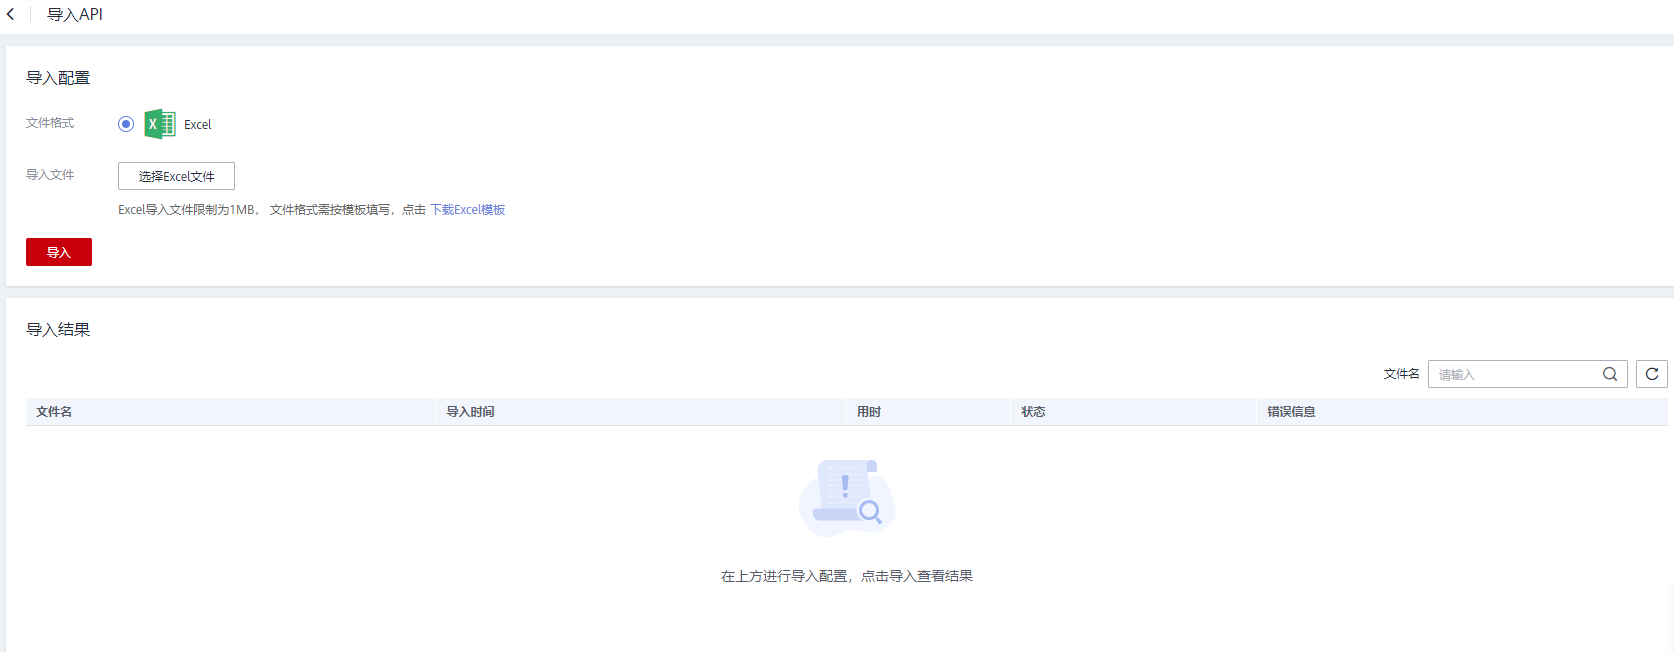 导入API
导入配置
文件格式
X
Excel
导入文件
选择Excel文件
Excel导入文件限制为1MB， 文件格式需按模板填写，点击 下载Excel模板
导入
导入结果
文件名 请输入
文件名 导入时间 用时 状态 错误信息
在上方进行导入配置，点击导入查看结果